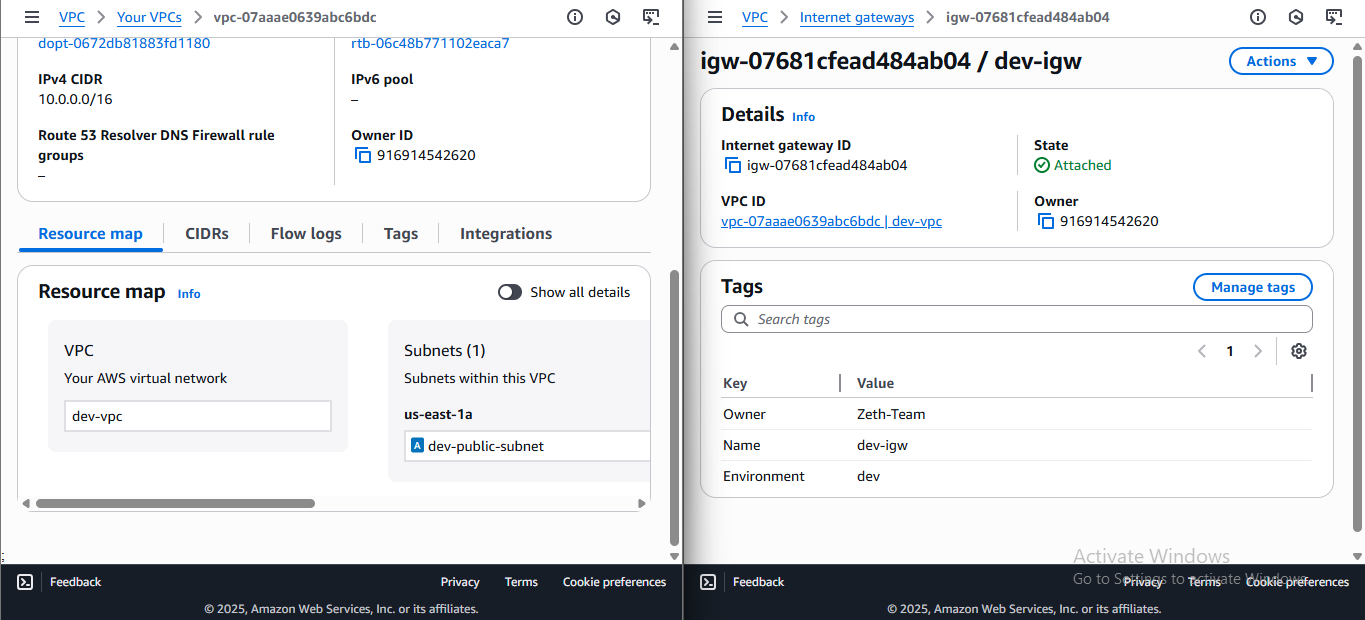 VPC > Your VPCs > vpc-07aaae0639abc6bdc
dopt-0672db81883fd1180
rtb-06c48b771102eaca7
IPv4 CIDR
10.0.0.0/16
IPv6 pool
–
Route 53 Resolver DNS Firewall rule
groups
–
Owner ID
916914542620
Resource map
CIDRs
Flow logs
Tags
Integrations
Resource map Info
Show all details
VPC
Your AWS virtual network
dev-vpc
Subnets (1)
Subnets within this VPC
us-east-1a
A dev-public-subnet
;
Feedback
Privacy
Terms
Cookie preferences
© 2025, Amazon Web Services, Inc. or its affiliates.
VPC > Internet gateways > igw-07681cfead484ab04
igw-07681cfead484ab04 / dev-igw
Actions
Details Info
Internet gateway ID
igw-07681cfead484ab04
State
Attached
VPC ID
vpc-07aaae0639abc6bdc | dev-vpc
Owner
916914542620
Tags
Manage tags
Search tags
1
Key Value
Owner Zeth-Team
Name dev-igw
Environment dev
Activate Windows
Go to Settings to activate Windows.
Feedback
Privacy
Terms
Cookie preferences
© 2025, Amazon Web Services, Inc. or its affiliates.